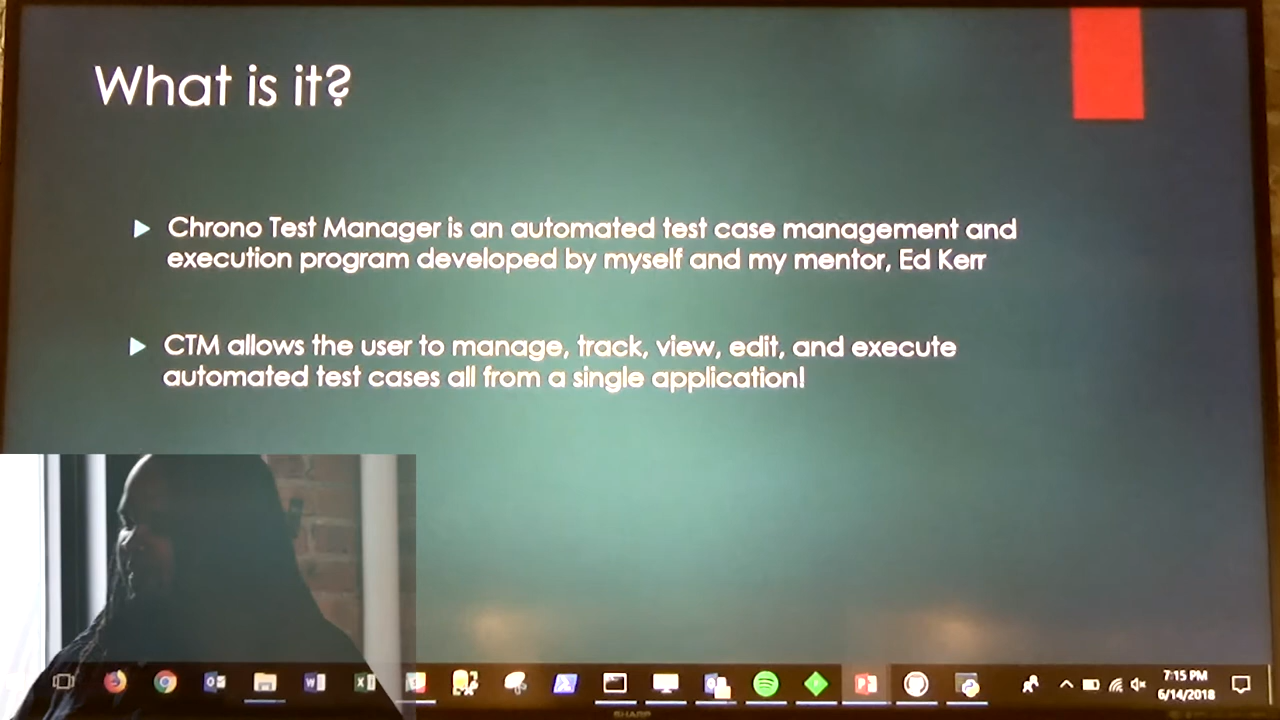 What is it?
Chrono Test Manager is an automated test case management and
execution program developed by myself and my mentor, Ed Kerr
CTM allows the user to manage, track, view, edit, and execute
automated test cases all from a single application!
7:15 PM
6/14/2018
SHARP